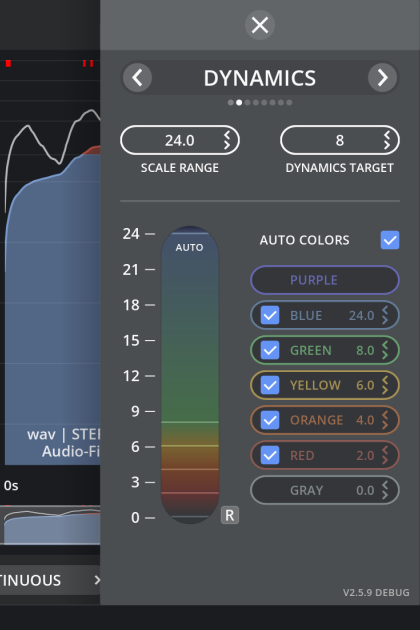 DYNAMICS
24.0
8
SCALE RANGE
DYNAMICS TARGET
24
AUTO
AUTO COLORS
21
PURPLE
18
BLUE 24.0
15
GREEN 8.0
12
YELLOW 6.0
9
ORANGE 4.0
6
RED 2.0
3
GRAY 0.0
0
R
wav | STE
Audio-Fi
0s
TINUOUS
V2.5.9 DEBUG